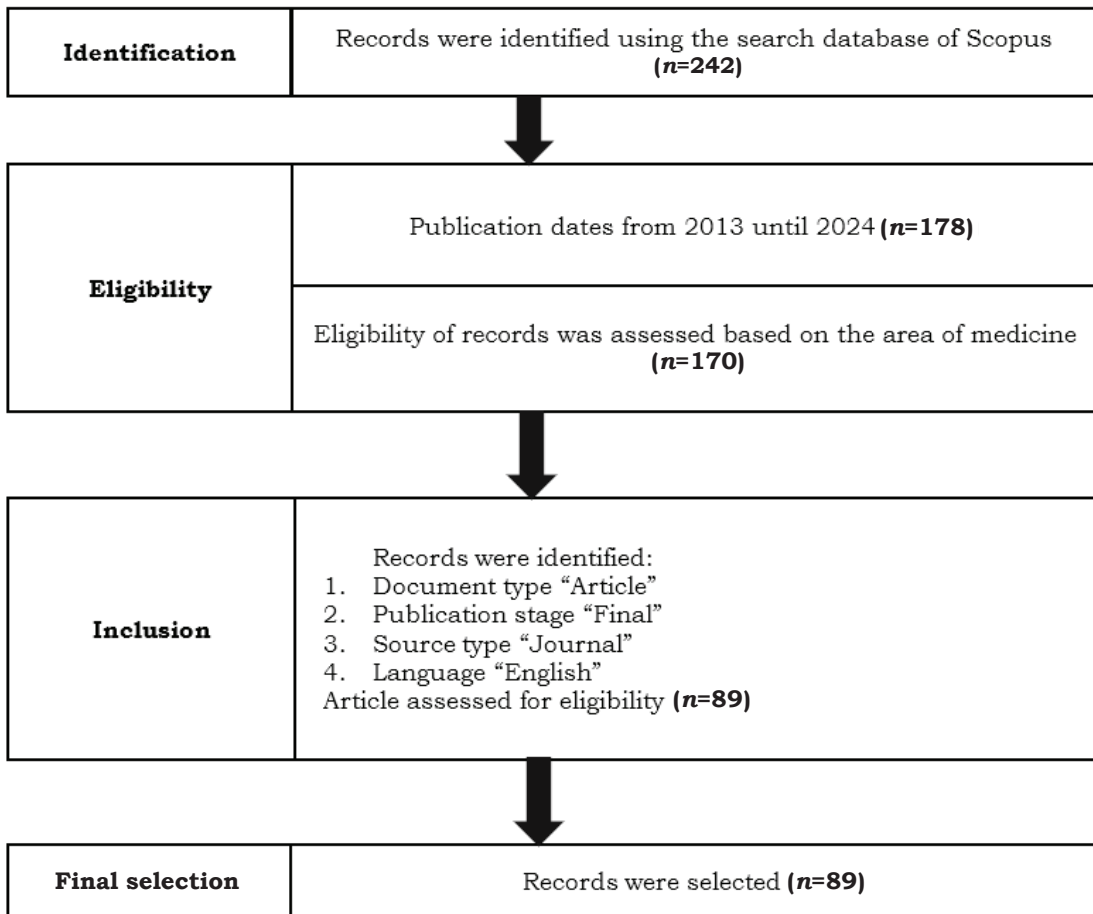 Identification
Records were identified using the search database of Scopus
(n=242)
Eligibility
Publication dates from 2013 until 2024 (n=178)
Eligibility of records was assessed based on the area of medicine
(n=170)
Inclusion
Records were identified:
1. Document type “Article”
2. Publication stage “Final”
3. Source type “Journal”
4. Language “English”
Article assessed for eligibility (n=89)
Final selection
Records were selected (n=89)